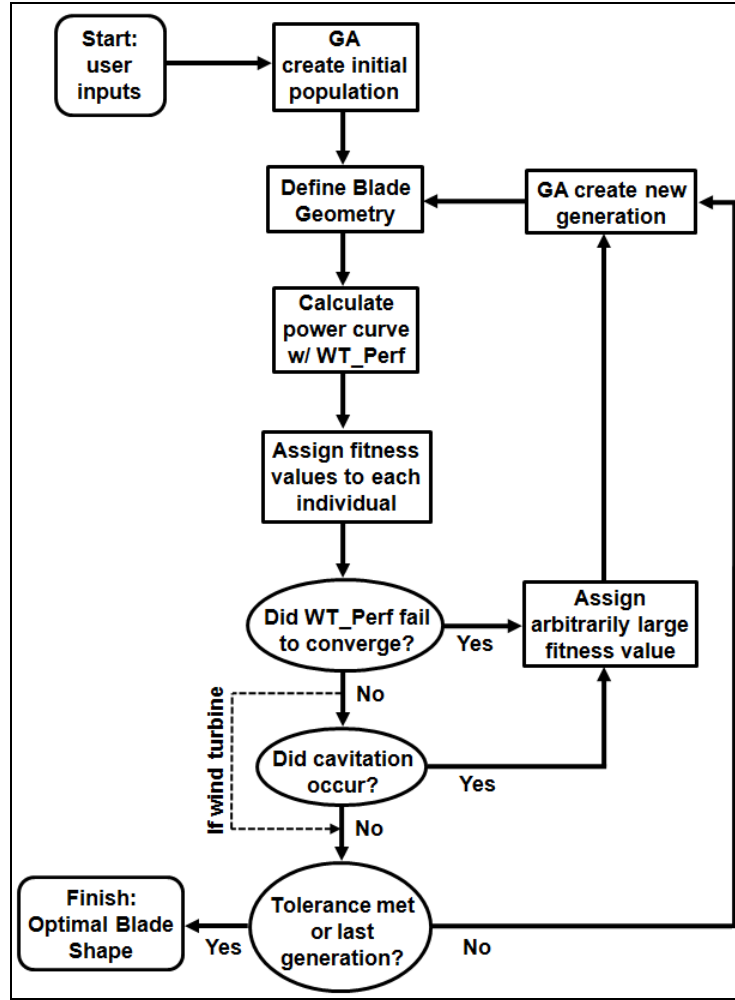 Start:
user
inputs
GA
create initial
population
Define Blade
Geometry
GA create new
generation
Calculate
power curve
w/ WT_Perf
Assign fitness
values to each
individual
Did WT_Perf fail
to converge?
Yes
Assign
arbitrarily large
fitness value
No
If wind turbine
Did cavitation
occur?
Yes
No
Tolerance met
or last
generation?
Yes
No
Finish:
Optimal Blade
Shape